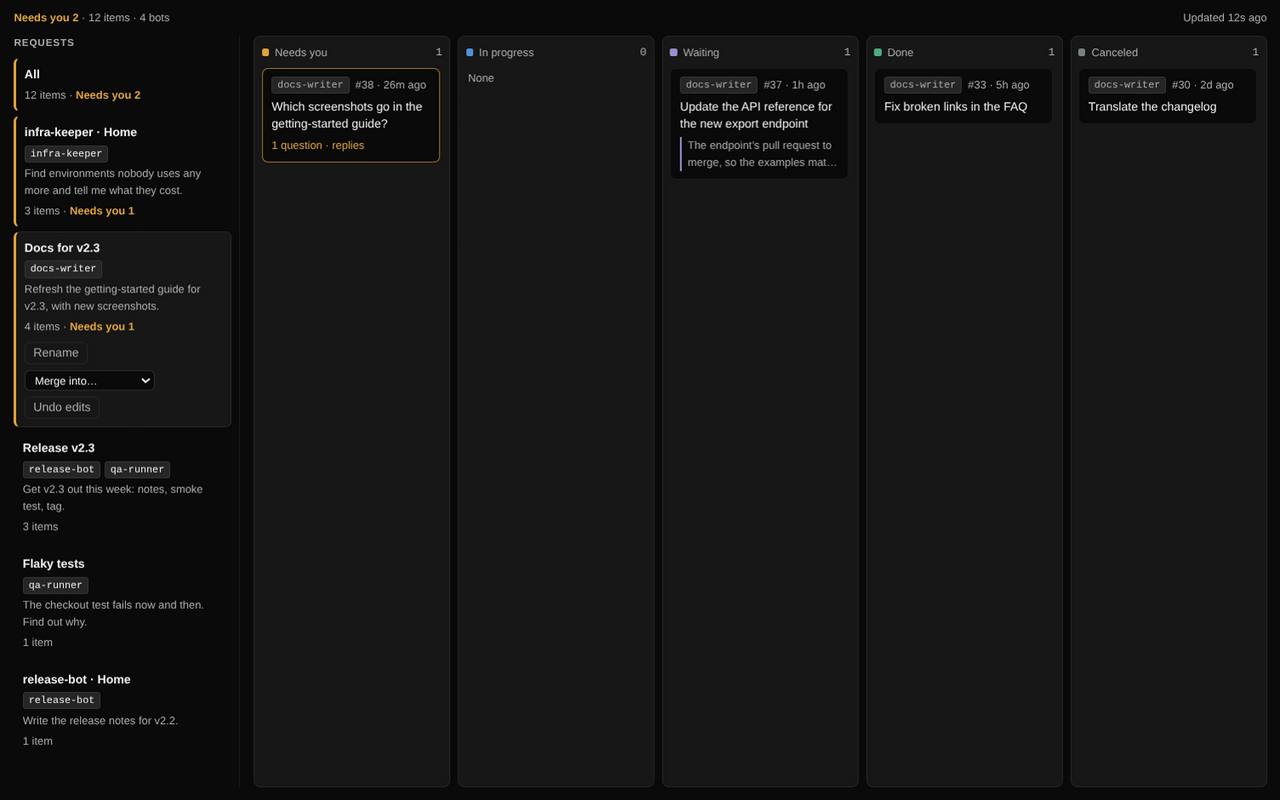 Needs you 2 · 12 items · 4 bots
Updated 12s ago
REQUESTS
All
12 items · Needs you 2
infra-keeper · Home
infra-keeper
Find environments nobody uses any
more and tell me what they cost.
3 items · Needs you 1
Docs for v2.3
docs-writer
Refresh the getting-started guide for
v2.3, with new screenshots.
4 items · Needs you 1
Rename
Merge into…
Undo edits
Release v2.3
release-bot qa-runner
Get v2.3 out this week: notes, smoke
test, tag.
3 items
Flaky tests
qa-runner
The checkout test fails now and then.
Find out why.
1 item
release-bot · Home
release-bot
Write the release notes for v2.2.
1 item
Needs you 1
docs-writer #38 · 26m ago
Which screenshots go in the
getting-started guide?
1 question · replies
In progress 0
None
Waiting 1
docs-writer #37 · 1h ago
Update the API reference for
the new export endpoint
The endpoint's pull request to
merge, so the examples mat…
Done 1
docs-writer #33 · 5h ago
Fix broken links in the FAQ
Canceled 1
docs-writer #30 · 2d ago
Translate the changelog